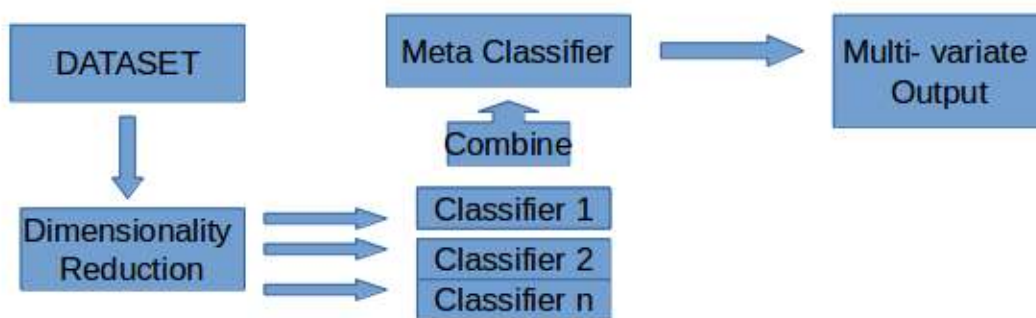 DATASET
Dimensionality
Reduction
Classifier 1
Classifier 2
Classifier n
Combine
Meta Classifier
Multi- variate
Output